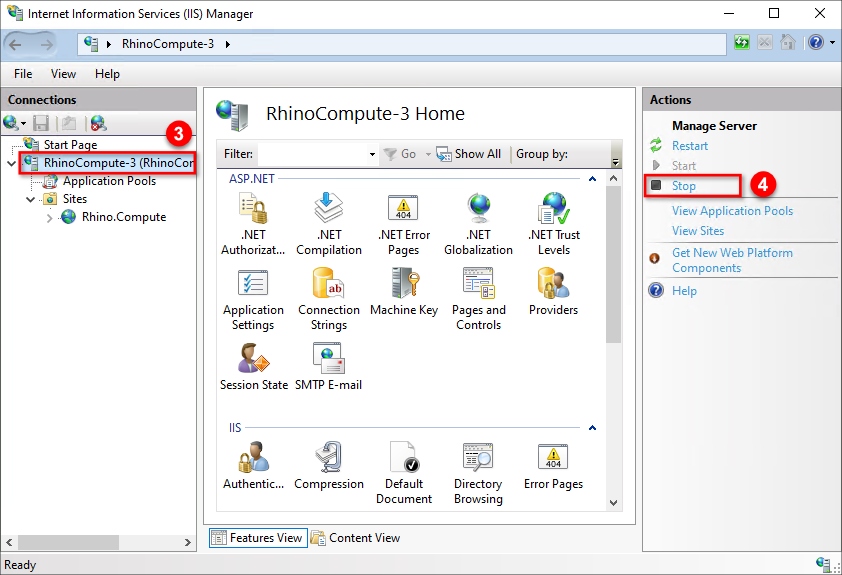 Internet Information Services (IIS) Manager
RhinoCompute-3
File View Help
Connections
3
Start Page
RhinoCompute-3 (RhinoCor
Application Pools
Sites
Rhino.Compute
RhinoCompute-3 Home
Filter: Go Show All Group by:
ASP.NET
.NET Authorizat...
.NET Compilation
.NET Error Pages
.NET Globalization
.NET Trust Levels
Application Settings
Connection Strings
Machine Key
Pages and Controls
Providers
Session State
SMTP E-mail
IIS
Authentic...
Compression
Default Document
Directory Browsing
Error Pages
Features View Content View
Actions
Manage Server
Restart
Start
Stop
4
View Application Pools
View Sites
Get New Web Platform
Components
Help
Ready